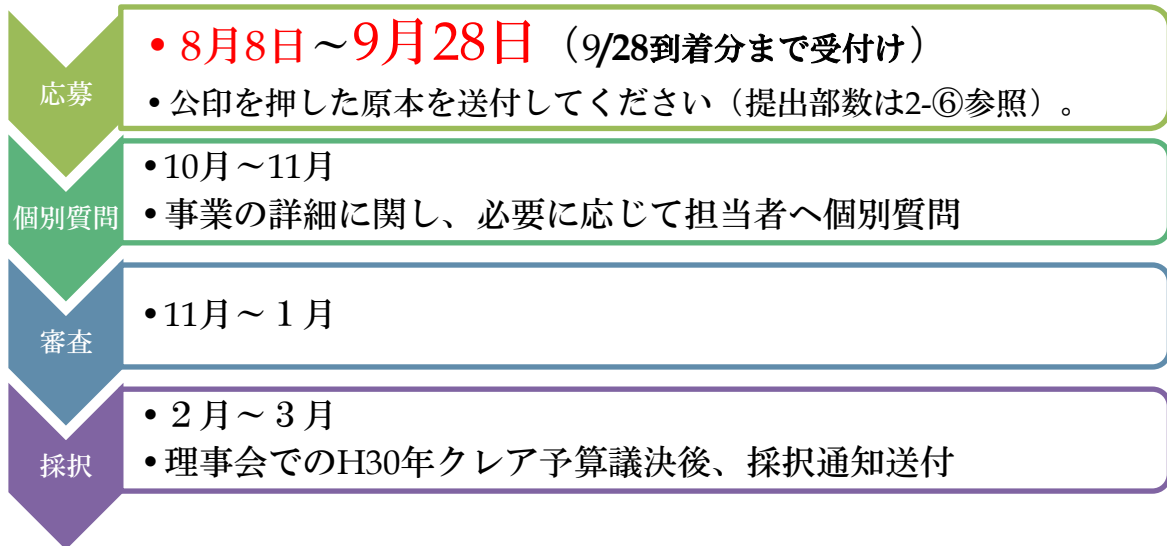 応募
• 8月8日～9月28日（9/28到着分まで受付け）
• 公印を押した原本を送付してください（提出部数は2-⑥参照）。
個別質問
• 10月～11月
• 事業の詳細に関し、必要に応じて担当者へ個別質問
審査
• 11月～１月
採択
• ２月～３月
• 理事会でのH30年クレア予算議決後、採択通知送付